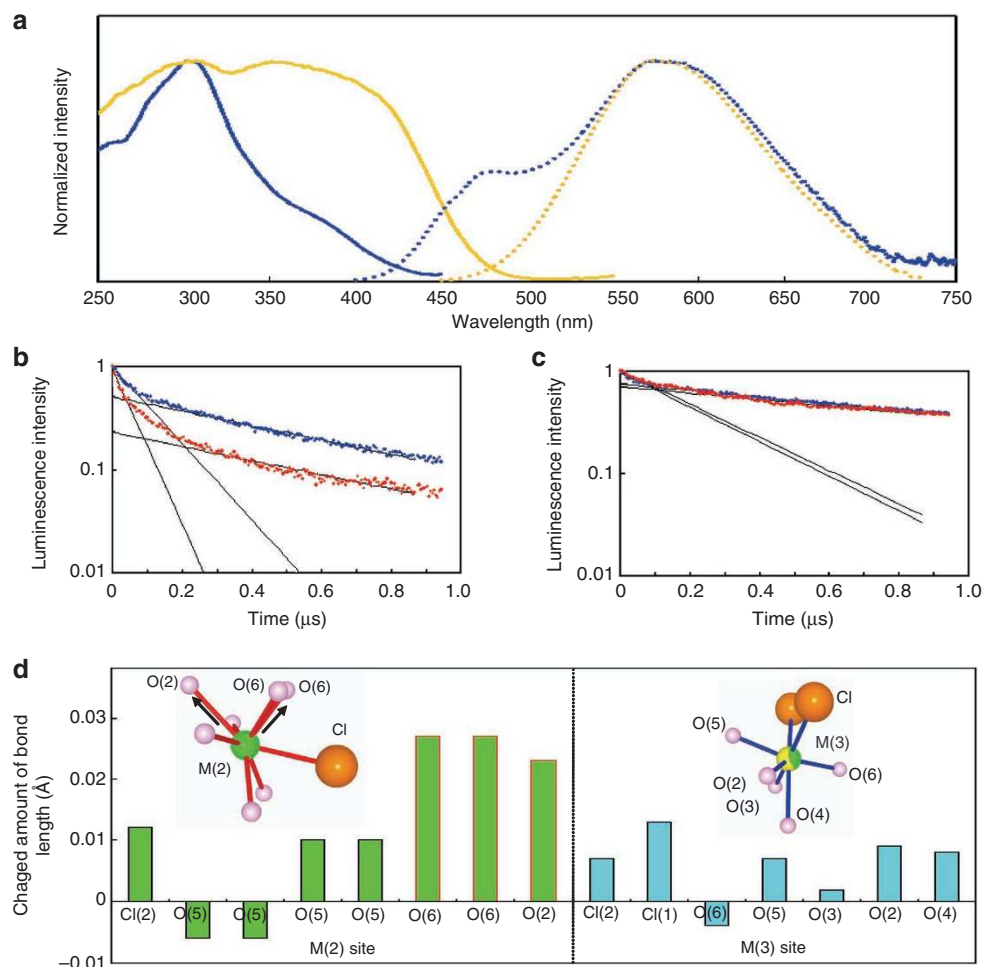 a
Normalized intensity
250 300 350 400 450 500 550 600 700 750
Wavelength (nm)
b
Luminescence intensity
1
0.1
0.01
0 0.2 0.4 0.6 0.8 1.0
Time (μs)
c
Luminescence intensity
1
0.1
0.01
0 0.2 0.4 0.6 0.8 1.0
Time (μs)
d
Chaged amount of bond
length (Å)
0.03
0.02
0.010
0
–0.01
O(2)
O(6)
O(6)
Cl
M(2)
Cl
O(5)
M(3)
O(6)
O(2)
O(3)
O(4)
Cl(2) O(5) O(5) O(5) O(5) O(6) O(6) O(2)
M(2) site
Cl(2) Cl(1) O(6) O(5) O(3) O(2) O(4)
M(3) site